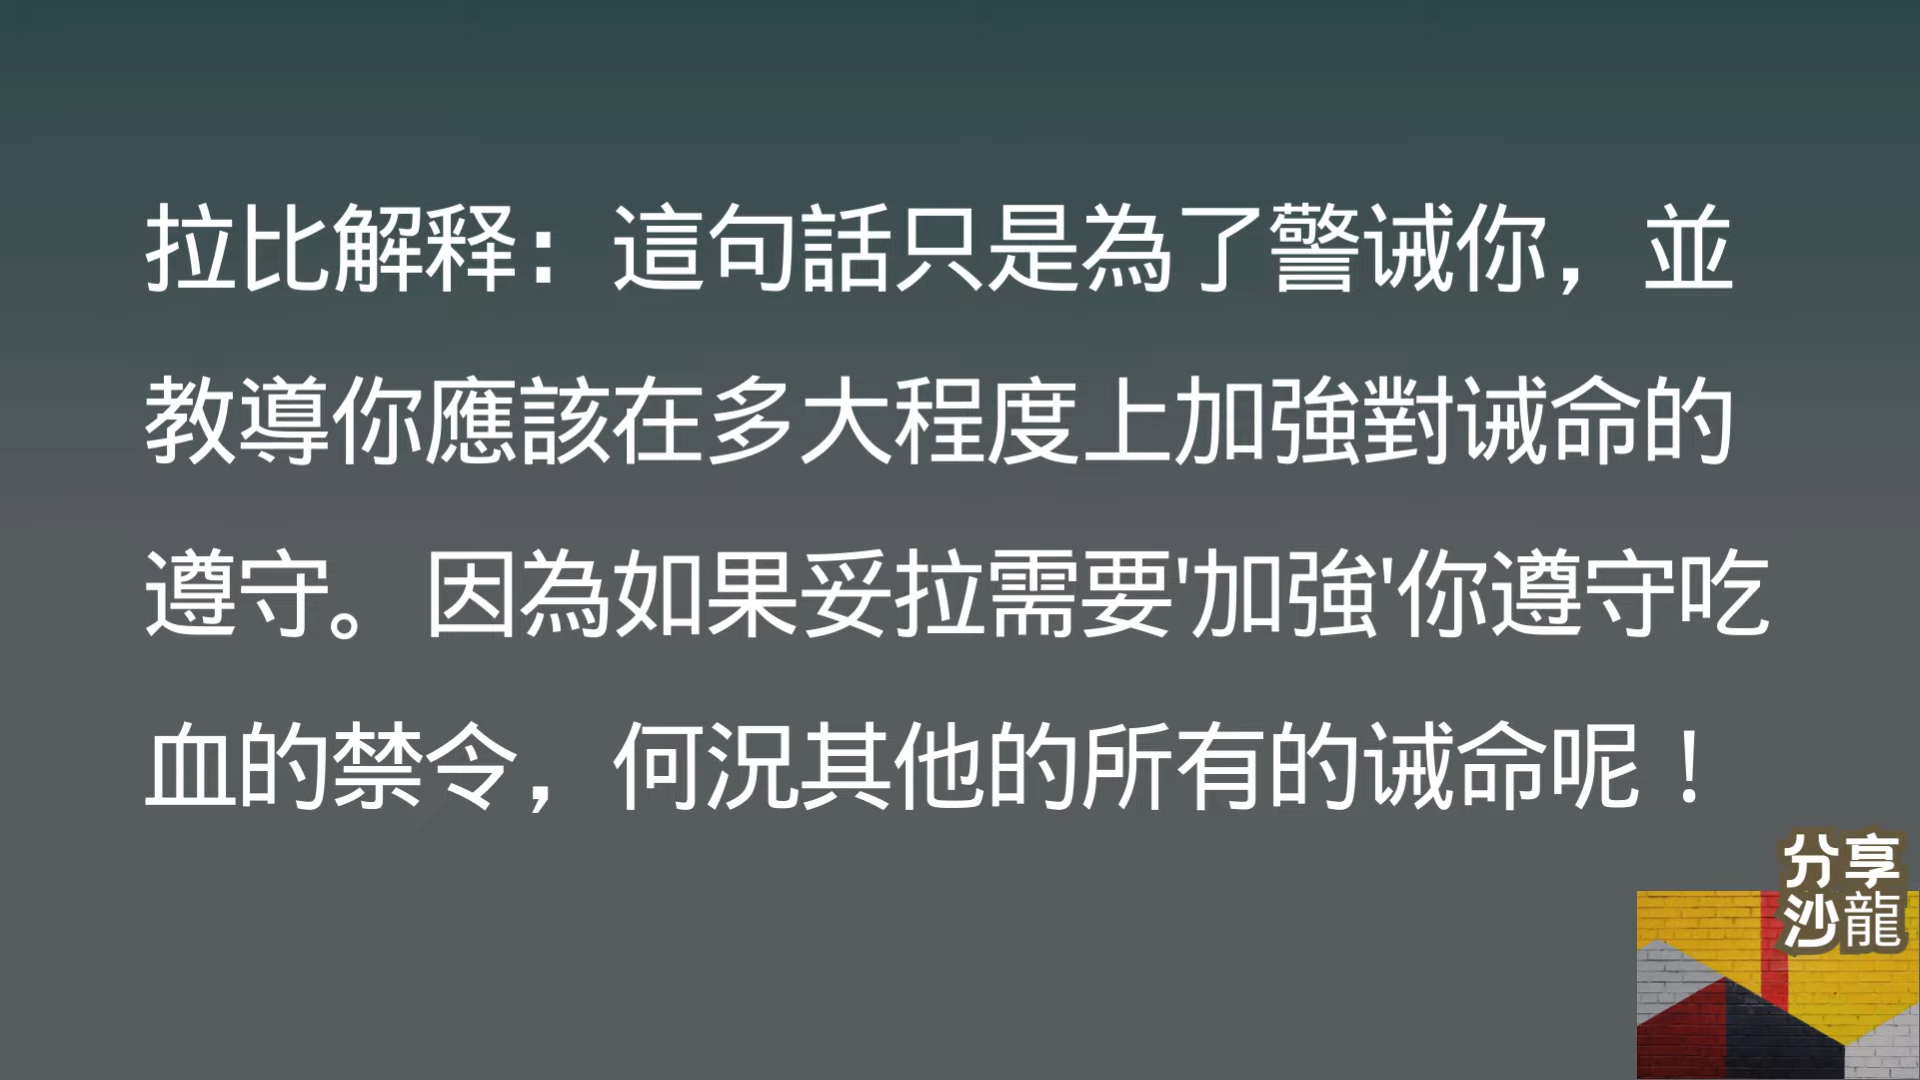 拉比解释：這句話只是為了警诫你，並
教導你應該在多大程度上加強對诫命的
遵守。因為如果妥拉需要'加強'你遵守吃
血的禁令，何況其他的所有的诫命呢！
分享
沙龍